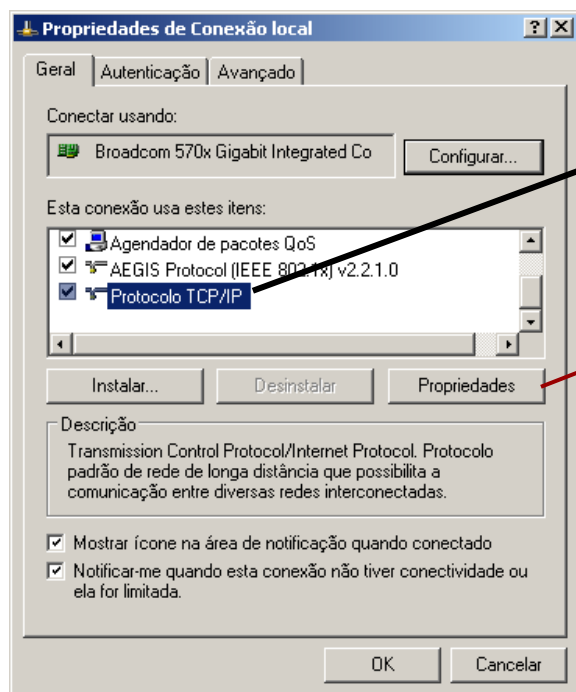 Propriedades de Conexão local
Geral Autenticação Avançado
Conectar usando:
Broadcom 570x Gigabit Integrated Co Configurar...
Esta conexão usa estes itens:
Agendador de pacotes QoS
AEGIS Protocol (IEEE 802.1x) v2.2.1.0
Protocolo TCP/IP
Instalar... Desinstalar Propriedades
Descrição
Transmission Control Protocol/Internet Protocol. Protocolo
padrão de rede de longa distância que possibilita a
comunicação entre diversas redes interconectadas.
Mostrar ícone na área de notificação quando conectado
Notificar-me quando esta conexão não tiver conectividade ou
ela for limitada.
OK Cancelar